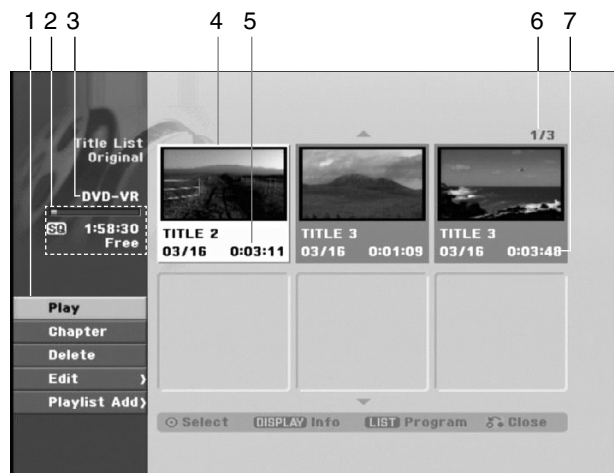 1 2 3 4 5 6 7
Title List
Original
1/3
DVD-VR
SQ 1:58:30
Free
TITLE 2
03/16 0:03:11
TITLE 3
03/16 0:01:09
TITLE 3
03/16 0:03:48
Play
Chapter
Delete
Edit
Playlist Add
Select DISPLAY Info LIST Program Close